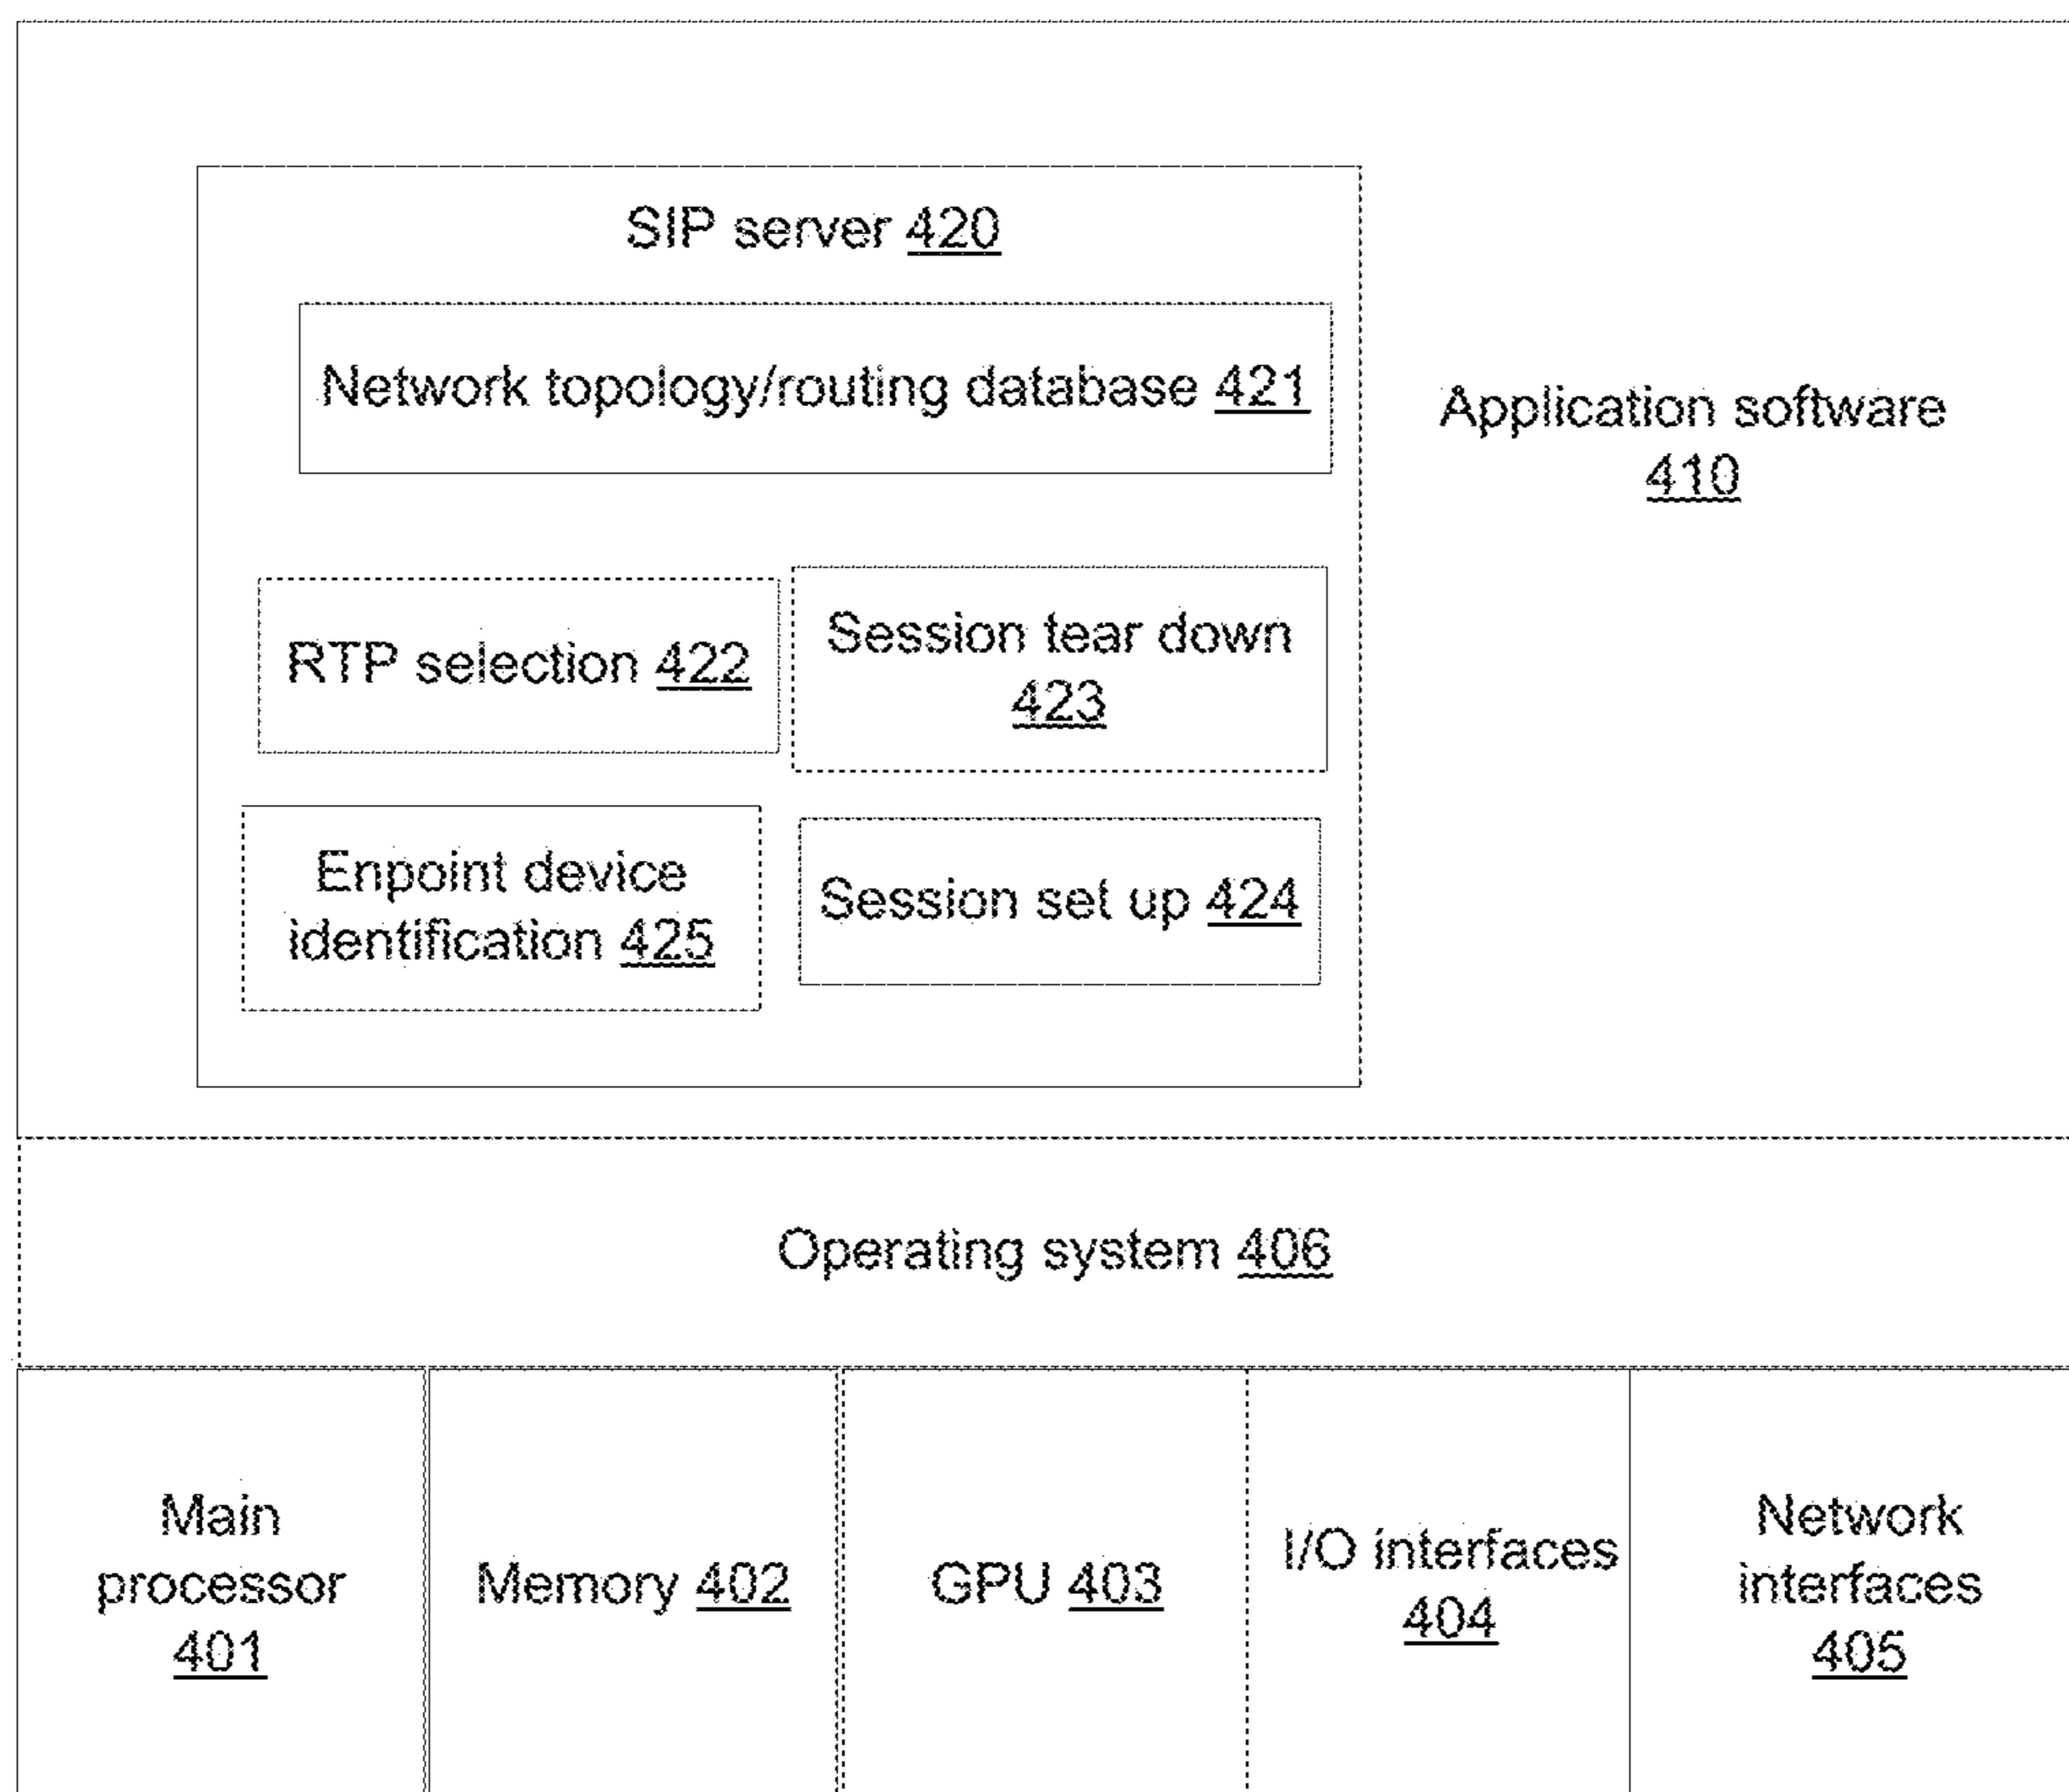 SIP server 420
Network topology/routing database 421
Application software
410
RTP selection 422
Session tear down
423
Enpoint device
identification 425
Session set up 424
Operating system 406
Main
processor
401
Memory 402
GPU 403
I/O interfaces
404
Network
interfaces
405